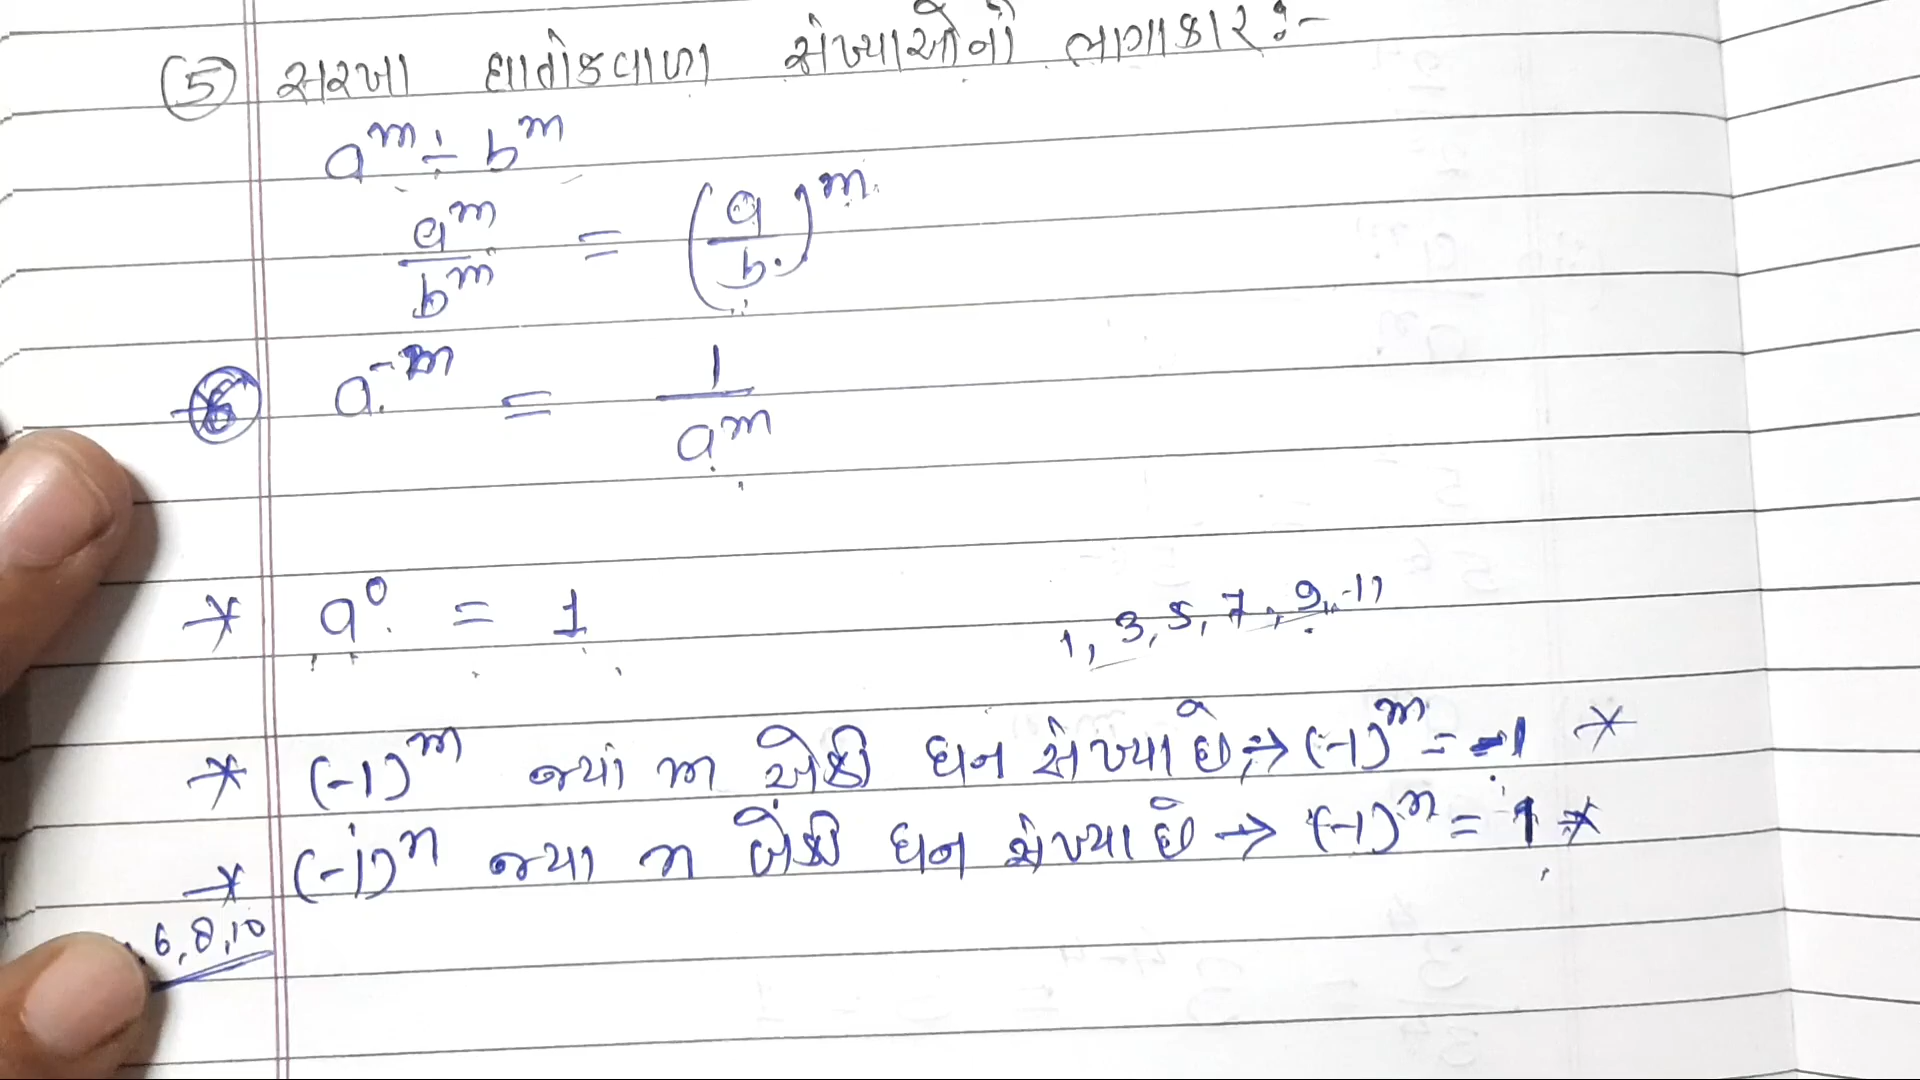 ⑤ સરખા ઘાતાંકવાળા સંખ્યાઓનો ભાગાકાર :-
a^m ÷ b^m
a^m / b^m = (a/b)^m
⑥ a^-m = 1 / a^m
* a^0 = 1
1, 3, 5, 7, 9, 11
* (-1)^m જ્યાં m એકી ધન સંખ્યા છે → (-1)^m = -1 *
* (-1)^n જ્યા n બેકી ધન સંખ્યા છે → (-1)^n = 1 *
6, 8, 10